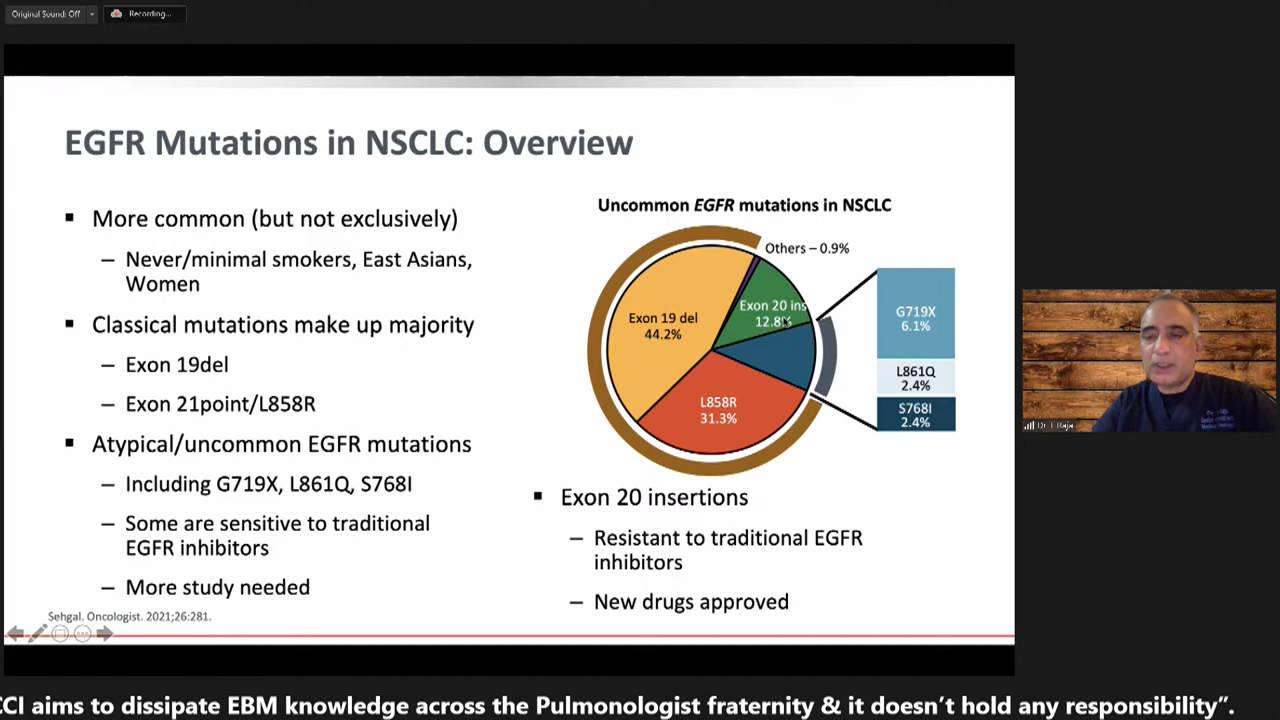 Original Sound: Off
Recording...
EGFR Mutations in NSCLC: Overview
▪ More common (but not exclusively)
– Never/minimal smokers, East Asians,
Women
▪ Classical mutations make up majority
– Exon 19del
– Exon 21point/L858R
▪ Atypical/uncommon EGFR mutations
– Including G719X, L861Q, S768I
– Some are sensitive to traditional
EGFR inhibitors
– More study needed
Sehgal. Oncologist. 2021;26:281.
Uncommon EGFR mutations in NSCLC
Others – 0.9%
Exon 20 ins
12.8%
Exon 19 del
44.2%
L858R
31.3%
G719X
6.1%
L861Q
2.4%
S768I
2.4%
▪ Exon 20 insertions
– Resistant to traditional EGFR
inhibitors
– New drugs approved
Raja
CCI aims to dissipate EBM knowledge across the Pulmonologist fraternity & it doesn't hold any responsibility".